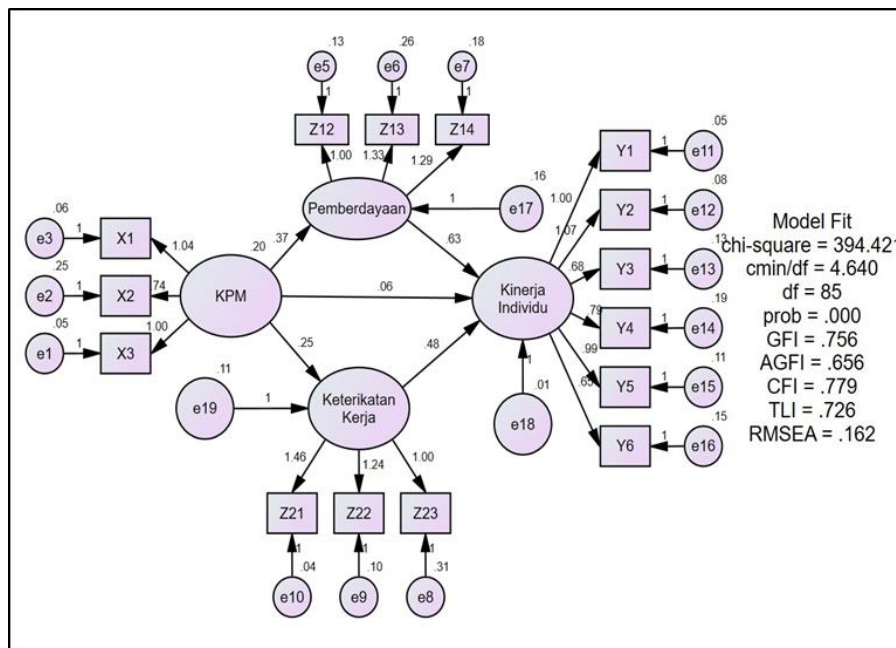 .13
.26
.18
e5
e6
e7
1
1
1
Z12
Z13
Z14
1.00
1.33
1.29
Pemberdayaan
1
.16
e17
.05
Y1
1
e11
1.00
.08
Y2
1
e12
1.07
.13
Y3
1
e13
.68
.19
Y4
1
e14
.79
.11
Y5
1
e15
.99
.15
Y6
1
e16
.65
.06
e3
1
X1
1.04
.25
e2
1
X2
.74
.05
e1
1
X3
1.00
.20
KPM
.37
.63
.06
Kinerja
Individu
.25
.48
.11
e19
1
Keterikatan
Kerja
1
.01
e18
1.46
1.24
1.00
Z21
Z22
Z23
1
1
1
.04
.10
.31
e10
e9
e8
Model Fit
chi-square = 394.421
cmin/df = 4.640
df = 85
prob = .000
GFI = .756
AGFI = .656
CFI = .779
TLI = .726
RMSEA = .162